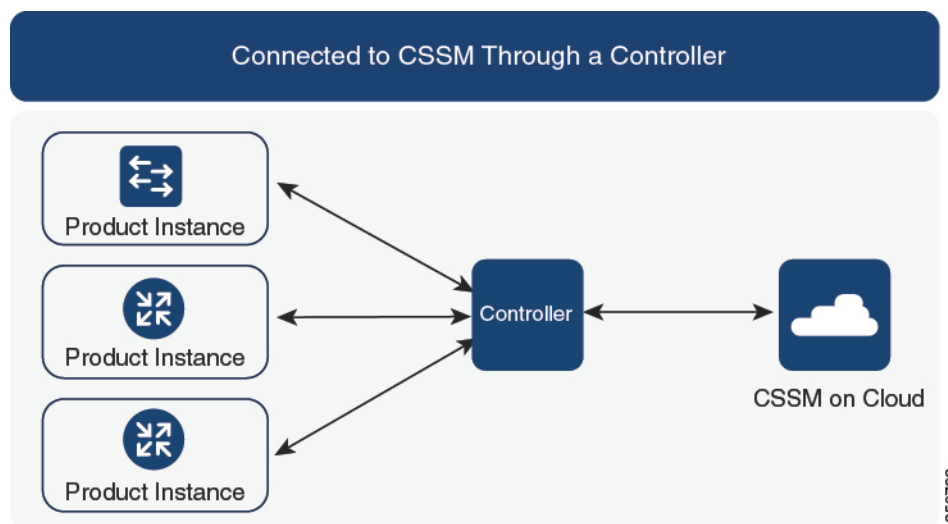 Connected to CSSM Through a Controller
Product Instance
Product Instance
Controller
CSSM on Cloud
Product Instance